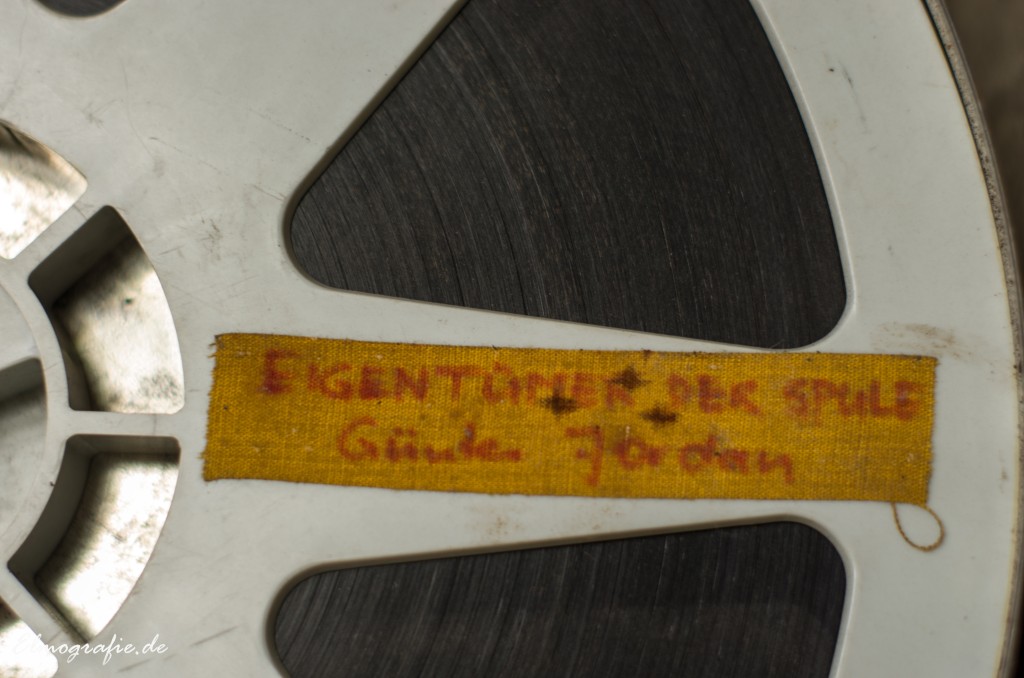 EIGENTÜMER DER SPULE
Günter Jordan